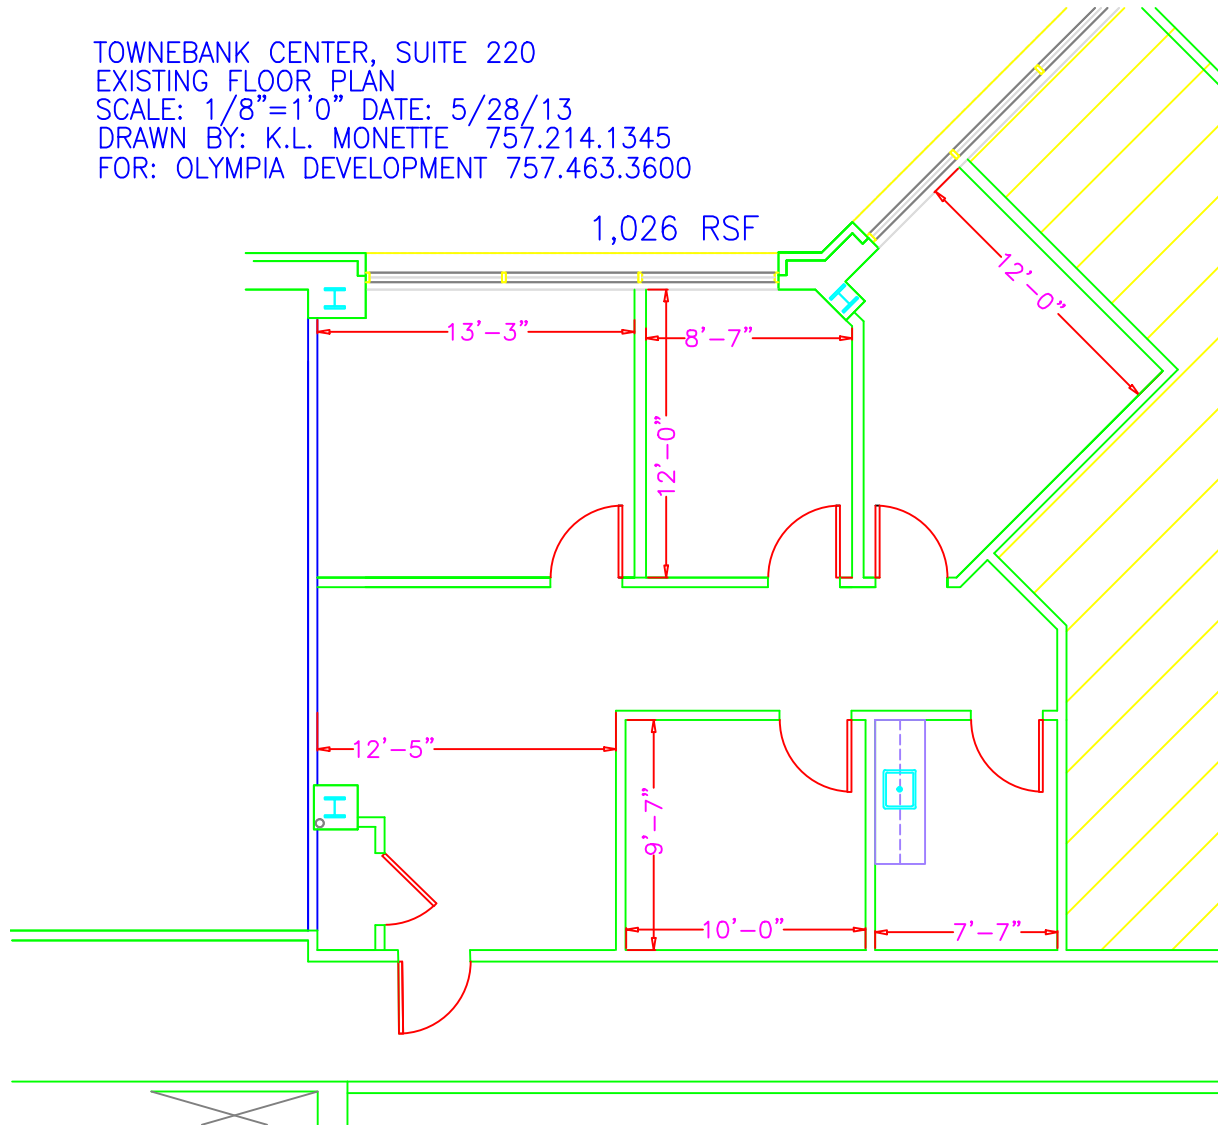 TOWNEBANK CENTER, SUITE 220
EXISTING FLOOR PLAN
SCALE: 1/8"=1'0" DATE: 5/28/13
DRAWN BY: K.L. MONETTE 757.214.1345
FOR: OLYMPIA DEVELOPMENT 757.463.3600
1,026 RSF
12'-0"
13'-3"
8'-7"
12'-0"
12'-5"
9'-7"
10'-0"
7'-7"